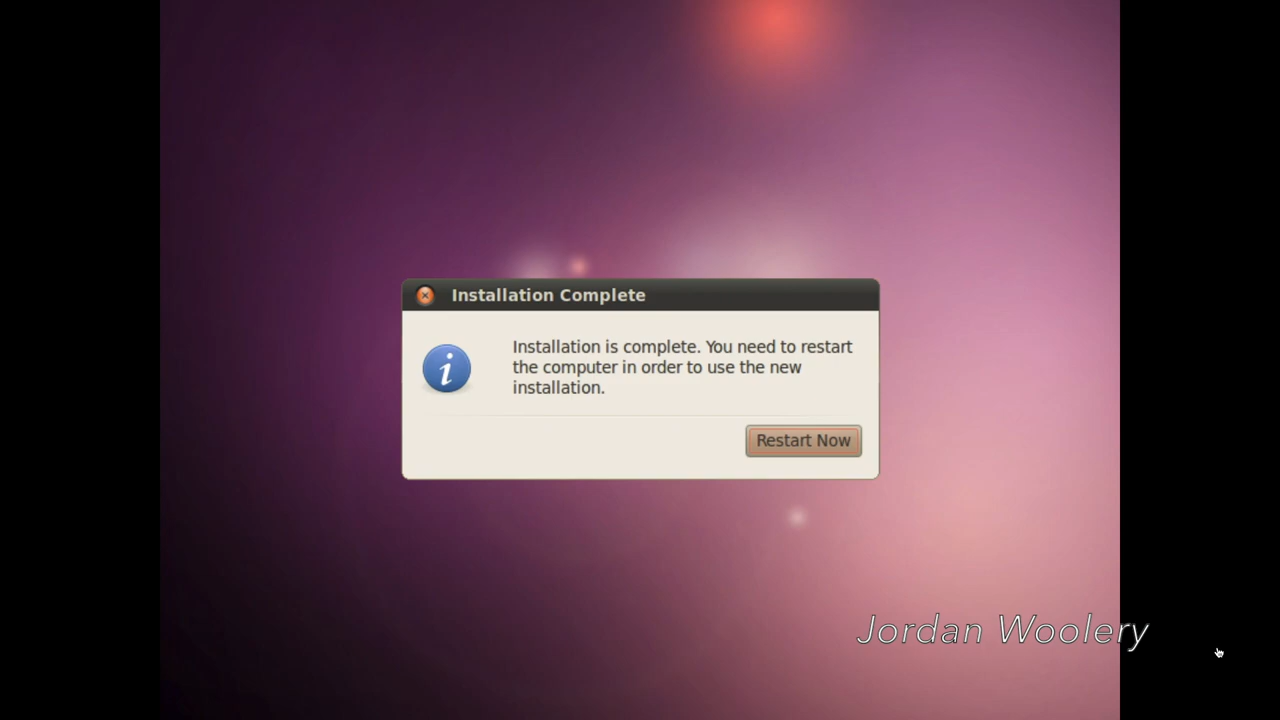 Installation Complete
Installation is complete. You need to restart
the computer in order to use the new
installation.
Restart Now
Jordan Woolery